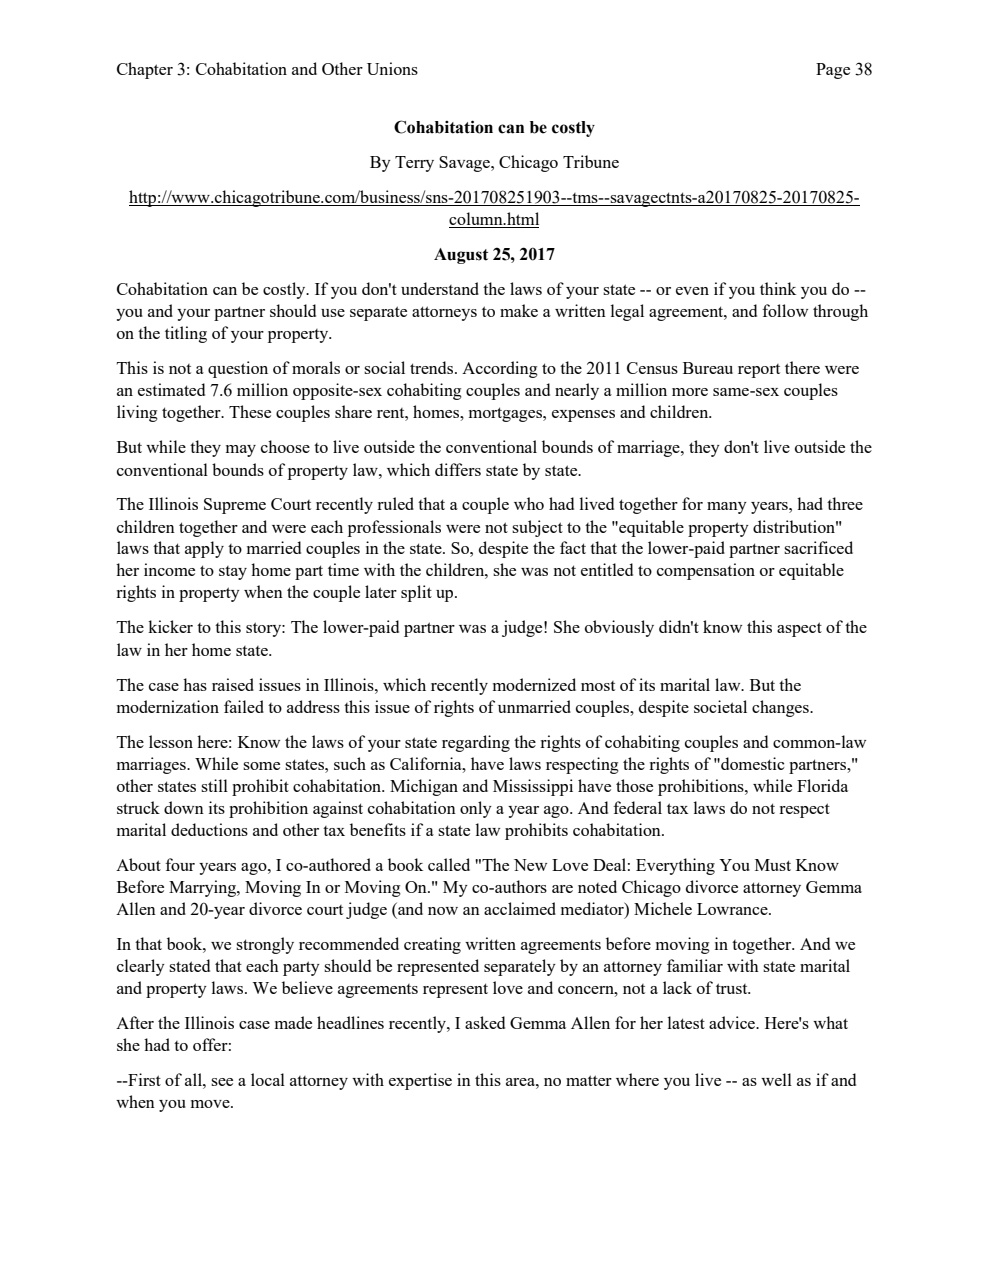 Chapter 3: Cohabitation and Other Unions Page 38
Cohabitation can be costly
By Terry Savage, Chicago Tribune
http://www.chicagotribune.com/business/sns-201708251903--tms--savagectnts-a20170825-20170825-
column.html
August 25, 2017
Cohabitation can be costly. If you don't understand the laws of your state -- or even if you think you do --
you and your partner should use separate attorneys to make a written legal agreement, and follow through
on the titling of your property.
This is not a question of morals or social trends. According to the 2011 Census Bureau report there were
an estimated 7.6 million opposite-sex cohabiting couples and nearly a million more same-sex couples
living together. These couples share rent, homes, mortgages, expenses and children.
But while they may choose to live outside the conventional bounds of marriage, they don't live outside the
conventional bounds of property law, which differs state by state.
The Illinois Supreme Court recently ruled that a couple who had lived together for many years, had three
children together and were each professionals were not subject to the "equitable property distribution"
laws that apply to married couples in the state. So, despite the fact that the lower-paid partner sacrificed
her income to stay home part time with the children, she was not entitled to compensation or equitable
rights in property when the couple later split up.
The kicker to this story: The lower-paid partner was a judge! She obviously didn't know this aspect of the
law in her home state.
The case has raised issues in Illinois, which recently modernized most of its marital law. But the
modernization failed to address this issue of rights of unmarried couples, despite societal changes.
The lesson here: Know the laws of your state regarding the rights of cohabiting couples and common-law
marriages. While some states, such as California, have laws respecting the rights of "domestic partners,"
other states still prohibit cohabitation. Michigan and Mississippi have those prohibitions, while Florida
struck down its prohibition against cohabitation only a year ago. And federal tax laws do not respect
marital deductions and other tax benefits if a state law prohibits cohabitation.
About four years ago, I co-authored a book called "The New Love Deal: Everything You Must Know
Before Marrying, Moving In or Moving On." My co-authors are noted Chicago divorce attorney Gemma
Allen and 20-year divorce court judge (and now an acclaimed mediator) Michele Lowrance.
In that book, we strongly recommended creating written agreements before moving in together. And we
clearly stated that each party should be represented separately by an attorney familiar with state marital
and property laws. We believe agreements represent love and concern, not a lack of trust.
After the Illinois case made headlines recently, I asked Gemma Allen for her latest advice. Here's what
she had to offer:
--First of all, see a local attorney with expertise in this area, no matter where you live -- as well as if and
when you move.